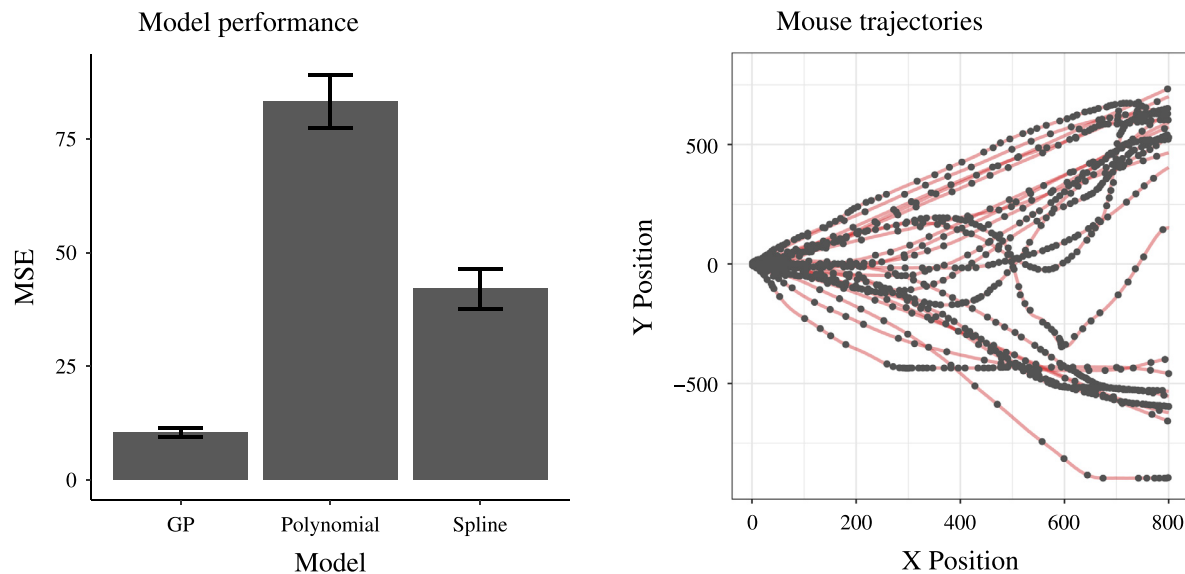 Model performance
75
50
25
0
MSE
GP Polynomial Spline
Model
Mouse trajectories
500
0
−500
Y Position
0 200 400 600 800
X Position